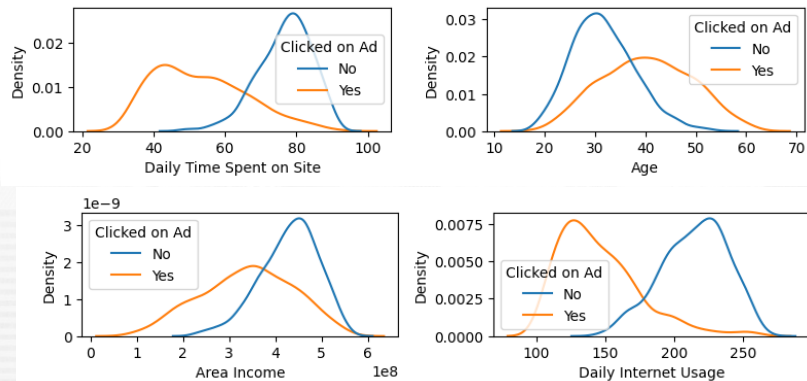 Clicked on Ad
No
Yes
Density
0.02
0.01
0.00
20 40 60 80 100
Daily Time Spent on Site
Clicked on Ad
No
Yes
Density
0.03
0.02
0.01
0.00
10 20 30 40 50 60 70
Age
1e−9
Clicked on Ad
No
Yes
Density
3
2
1
0
0 1 2 3 4 5 6
1e8
Area Income
Clicked on Ad
No
Yes
Density
0.0075
0.0050
0.0025
0.0000
100 150 200 250
Daily Internet Usage